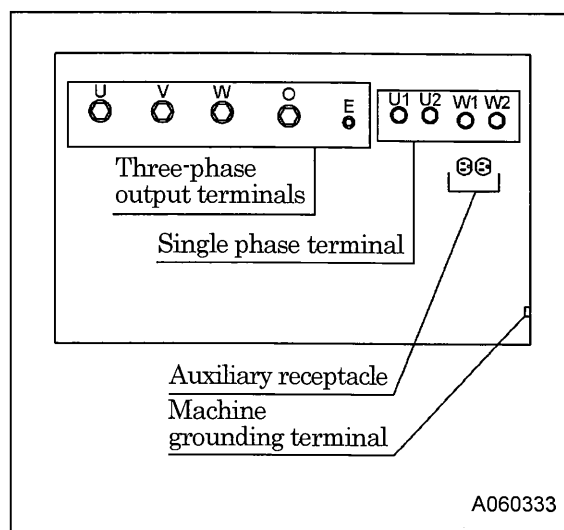 U V W O E U1 U2 W1 W2
Three-phase
output terminals
Single phase terminal
Auxiliary receptacle
Machine
grounding terminal
A060333